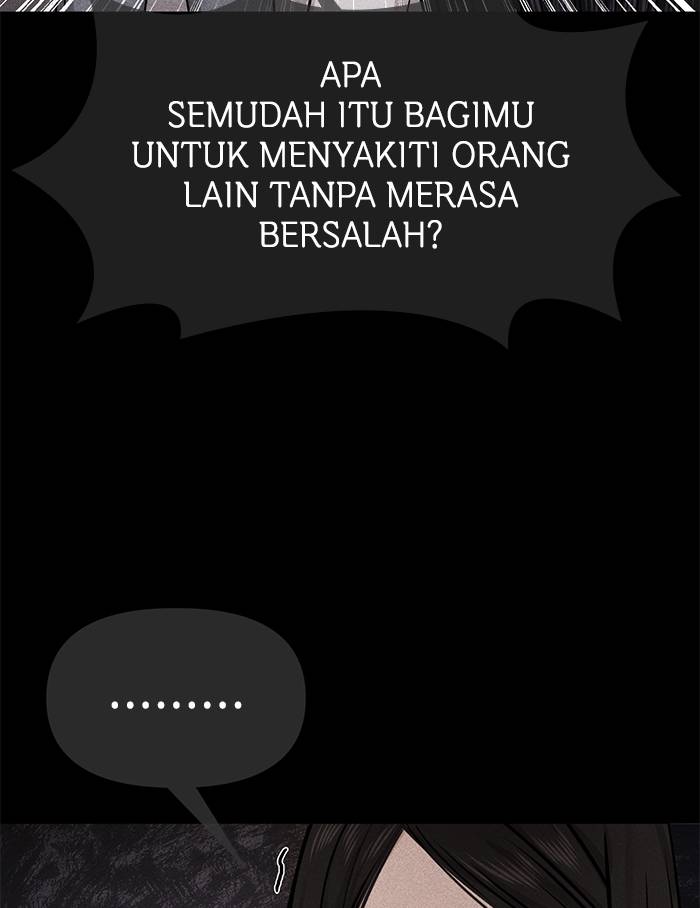 APA
SEMUDAH ITU BAGIMU
UNTUK MENYAKITI ORANG
LAIN TANPA MERASA
BERSALAH?
.........